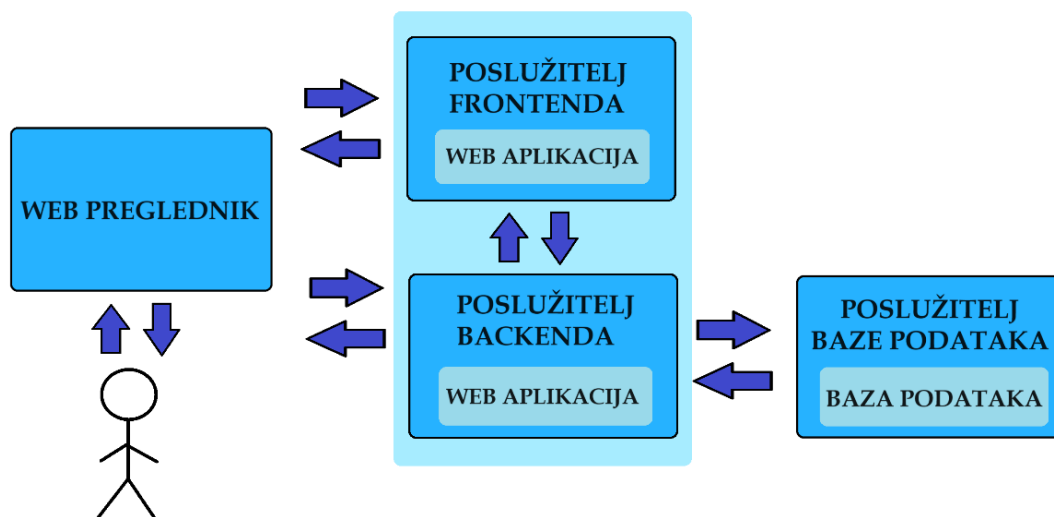 WEB PREGLEDNIK
POSLUŽITELJ
FRONTENDA
WEB APLIKACIJA
POSLUŽITELJ
BACKENDA
WEB APLIKACIJA
POSLUŽITELJ
BAZE PODATAKA
BAZA PODATAKA